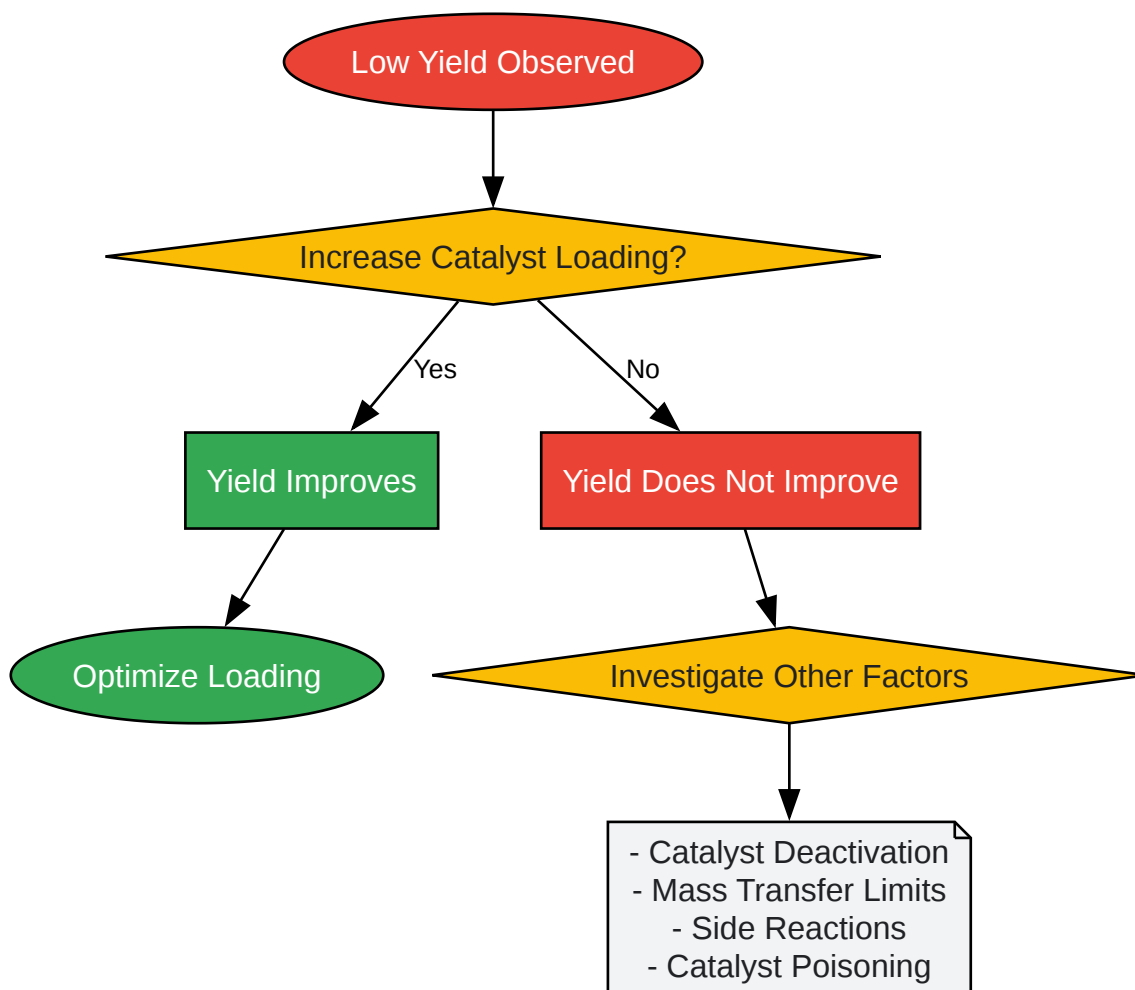 Low Yield Observed
Increase Catalyst Loading?
Yes
No
Yield Improves
Yield Does Not Improve
Optimize Loading
Investigate Other Factors
- Catalyst Deactivation
- Mass Transfer Limits
- Side Reactions
- Catalyst Poisoning